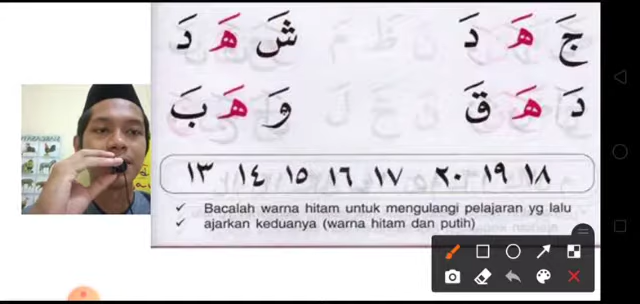 جَ هَ دَ شَ هَ دَ
دَ هَ قَ وَ هَ بَ
١٨ ١٩ ٢٠ ١٧ ١٦ ١٥ ١٤ ١٣
✓ Bacalah warna hitam untuk mengulangi pelajaran yg lalu
✓ ajarkan keduanya (warna hitam dan putih)